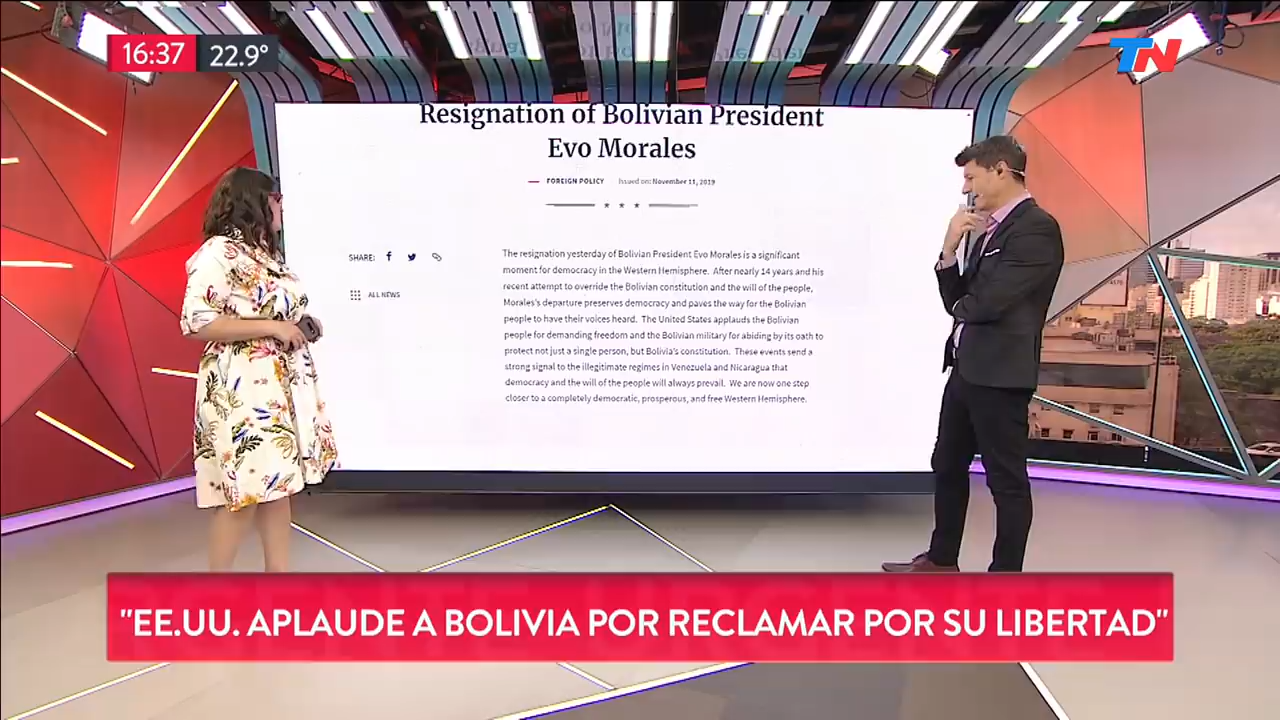 16:37 22.9°
TN
Resignation of Bolivian President
Evo Morales
FOREIGN POLICY Issued on: November 11, 2019
SHARE:
ALL NEWS
The resignation yesterday of Bolivian President Evo Morales is a significant
moment for democracy in the Western Hemisphere. After nearly 14 years and his
recent attempt to override the Bolivian constitution and the will of the people,
Morales's departure preserves democracy and paves the way for the Bolivian
people to have their voices heard. The United States applauds the Bolivian
people for demanding freedom and the Bolivian military for abiding by its oath to
protect not just a single person, but Bolivia's constitution. These events send a
strong signal to the illegitimate regimes in Venezuela and Nicaragua that
democracy and the will of the people will always prevail. We are now one step
closer to a completely democratic, prosperous, and free Western Hemisphere.
"EE.UU. APLAUDE A BOLIVIA POR RECLAMAR POR SU LIBERTAD"